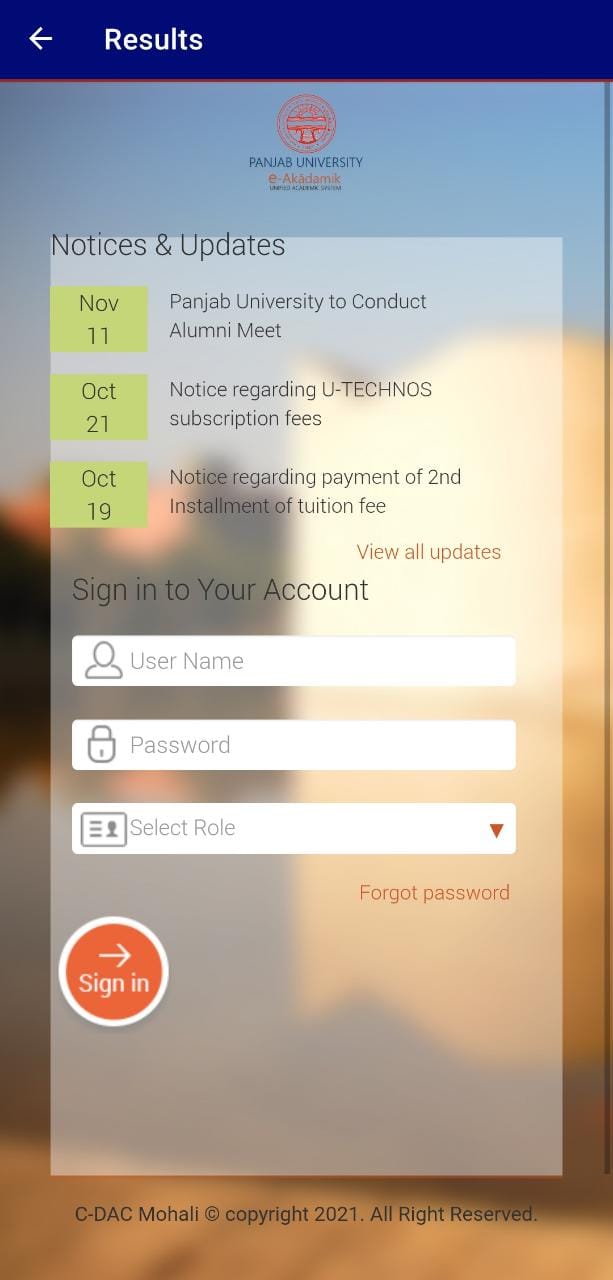 Results
PANJAB UNIVERSITY
e-Akādamik
UNIFIED ACADEMIC SYSTEM
Notices & Updates
Nov
11
Panjab University to Conduct
Alumni Meet
Oct
21
Notice regarding U-TECHNOS
subscription fees
Oct
19
Notice regarding payment of 2nd
Installment of tuition fee
View all updates
Sign in to Your Account
User Name
Password
Select Role
Forgot password
Sign in
C-DAC Mohali © copyright 2021. All Right Reserved.